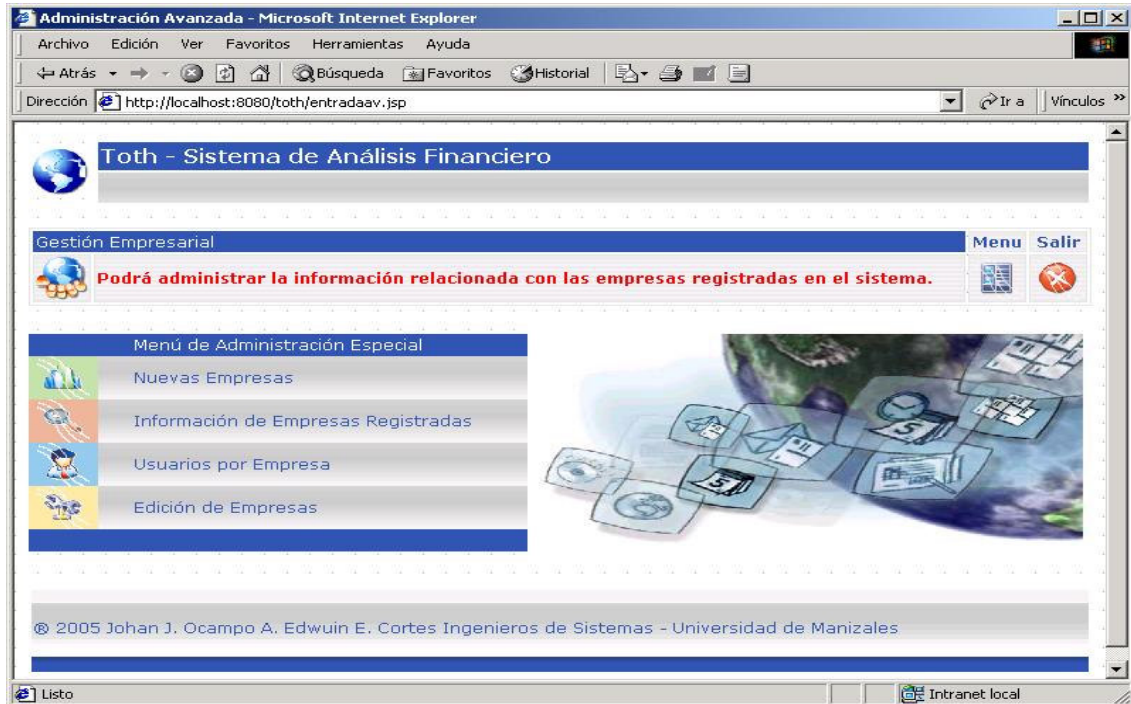 Administración Avanzada - Microsoft Internet Explorer
Archivo Edición Ver Favoritos Herramientas Ayuda
Atrás Búsqueda Favoritos Historial
Dirección http://localhost:8080/toth/entradaav.jsp Ir a Vínculos »
Toth - Sistema de Análisis Financiero
Gestión Empresarial Menu Salir
Podrá administrar la información relacionada con las empresas registradas en el sistema.
Menú de Administración Especial
Nuevas Empresas
Información de Empresas Registradas
Usuarios por Empresa
Edición de Empresas
5
5
® 2005 Johan J. Ocampo A. Edwuin E. Cortes Ingenieros de Sistemas - Universidad de Manizales
Listo Intranet local